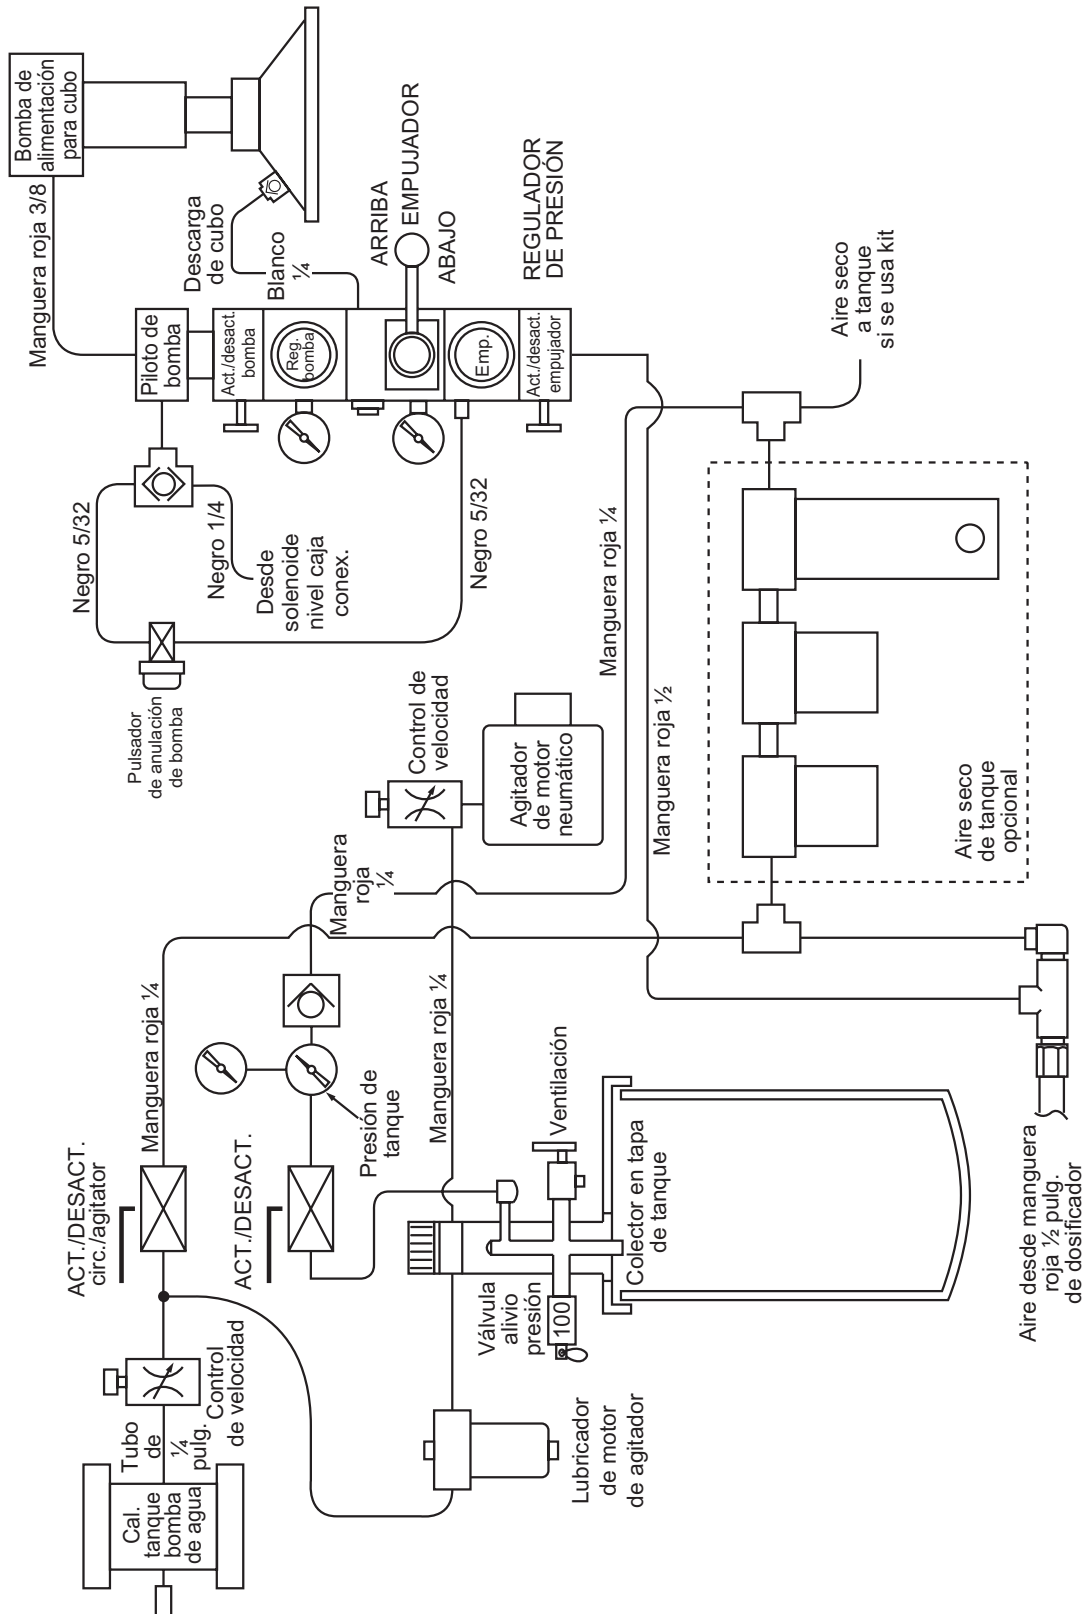 Bomba de
alimentación
para cubo
Manguera roja 3/8
Descarga
de cubo
Blanco
¼
ARRIBA
EMPUJADOR
ABAJO
REGULADOR
DE PRESIÓN
Piloto de
bomba
Act./desact.
bomba
Reg.
bomba
Emp.
Act./desact.
empujador
Aire seco
a tanque
si se usa kit
Negro 5/32
Negro 1/4
Desde
solenoide
nivel caja
conex.
Negro 5/32
Manguera roja ¼
Pulsador
de anulación
de bomba
Control de
velocidad
Agitador
de motor
neumático
Manguera roja ½
Aire seco
de tanque
opcional
Manguera
roja
¼
Manguera roja ¼
Manguera roja ¼
Presión de
tanque
Ventilación
ACT./DESACT.
circ./agitator
ACT./DESACT.
Colector en tapa
de tanque
Válvula
alivio
presión
100
Aire desde manguera
roja ½ pulg.
de dosificador
Control
de velocidad
Tubo
de
¼
pulg.
Cal.
tanque
bomba
de agua
Lubricador
de motor
de agitador